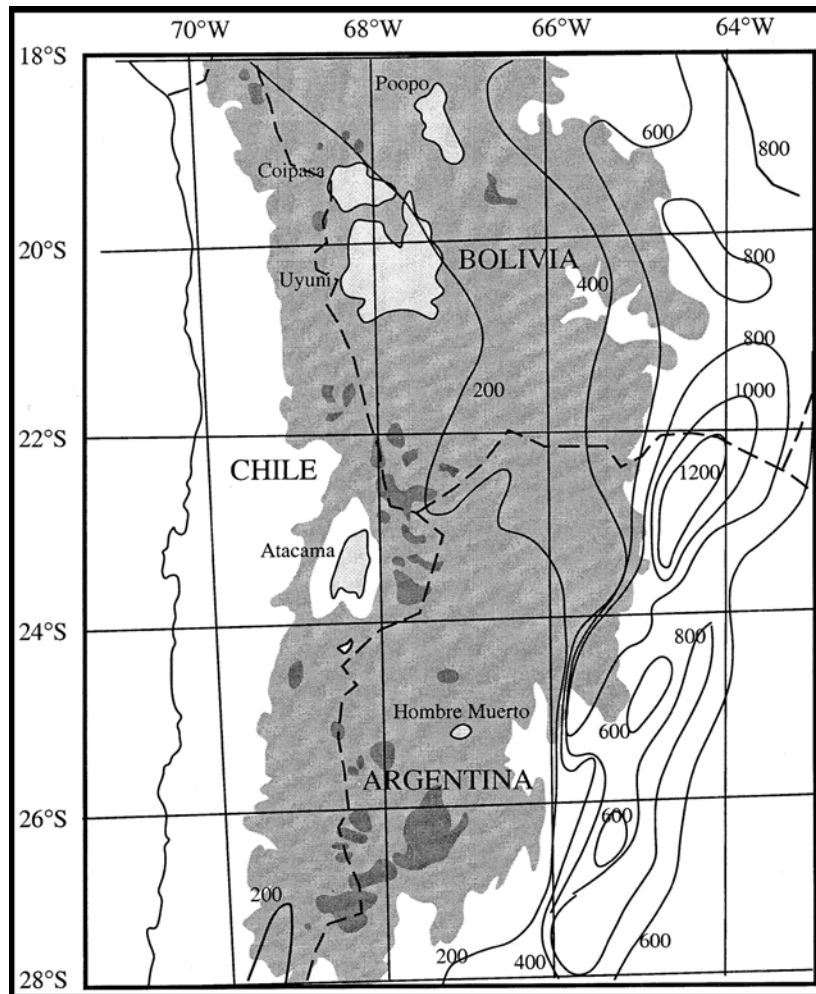 70°W 68°W 66°W 64°W
18°S
Poopo
600
800
Coipasa
20°S
BOLIVIA
800
Uyuni
400
800
200
1000
22°S
CHILE
1200
Atacama
24°S
800
Hombre Muerto
600
ARGENTINA
26°S
600
200
200
400
600
28°S